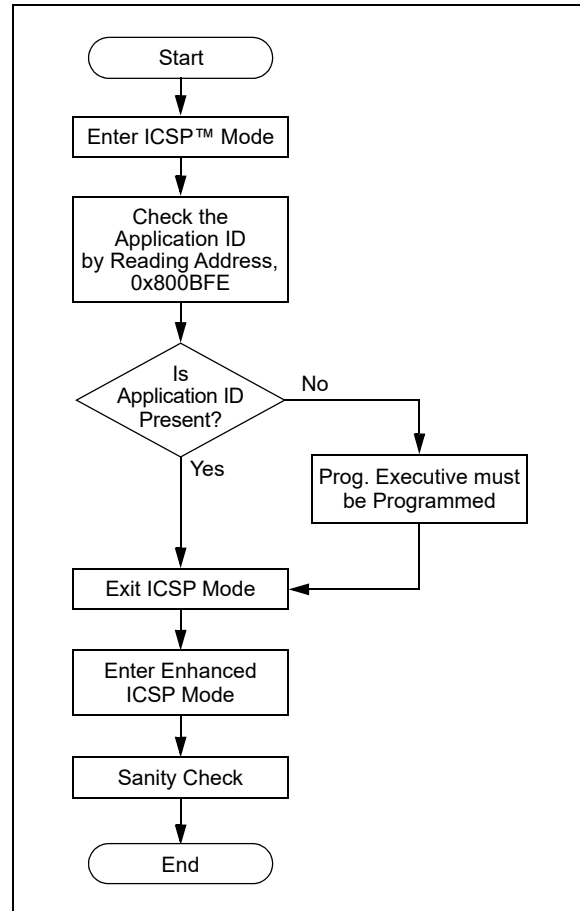 Start
Enter ICSP™ Mode
Check the
Application ID
by Reading Address,
0x800BFE
Is
Application ID
Present?
No
Yes
Prog. Executive must
be Programmed
Exit ICSP Mode
Enter Enhanced
ICSP Mode
Sanity Check
End